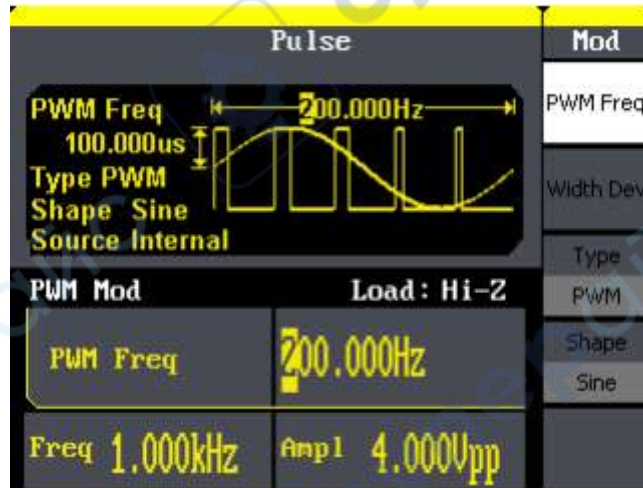 Pulse
Mod
PWM Freq
200.000Hz
100.000us
Type PWM
Shape Sine
Source Internal
PWM Freq
Width Dev
Type
PWM
Shape
Sine
PWM Mod
Load: Hi-Z
PWM Freq
200.000Hz
Freq 1.000kHz
Ampl 4.000Vpp